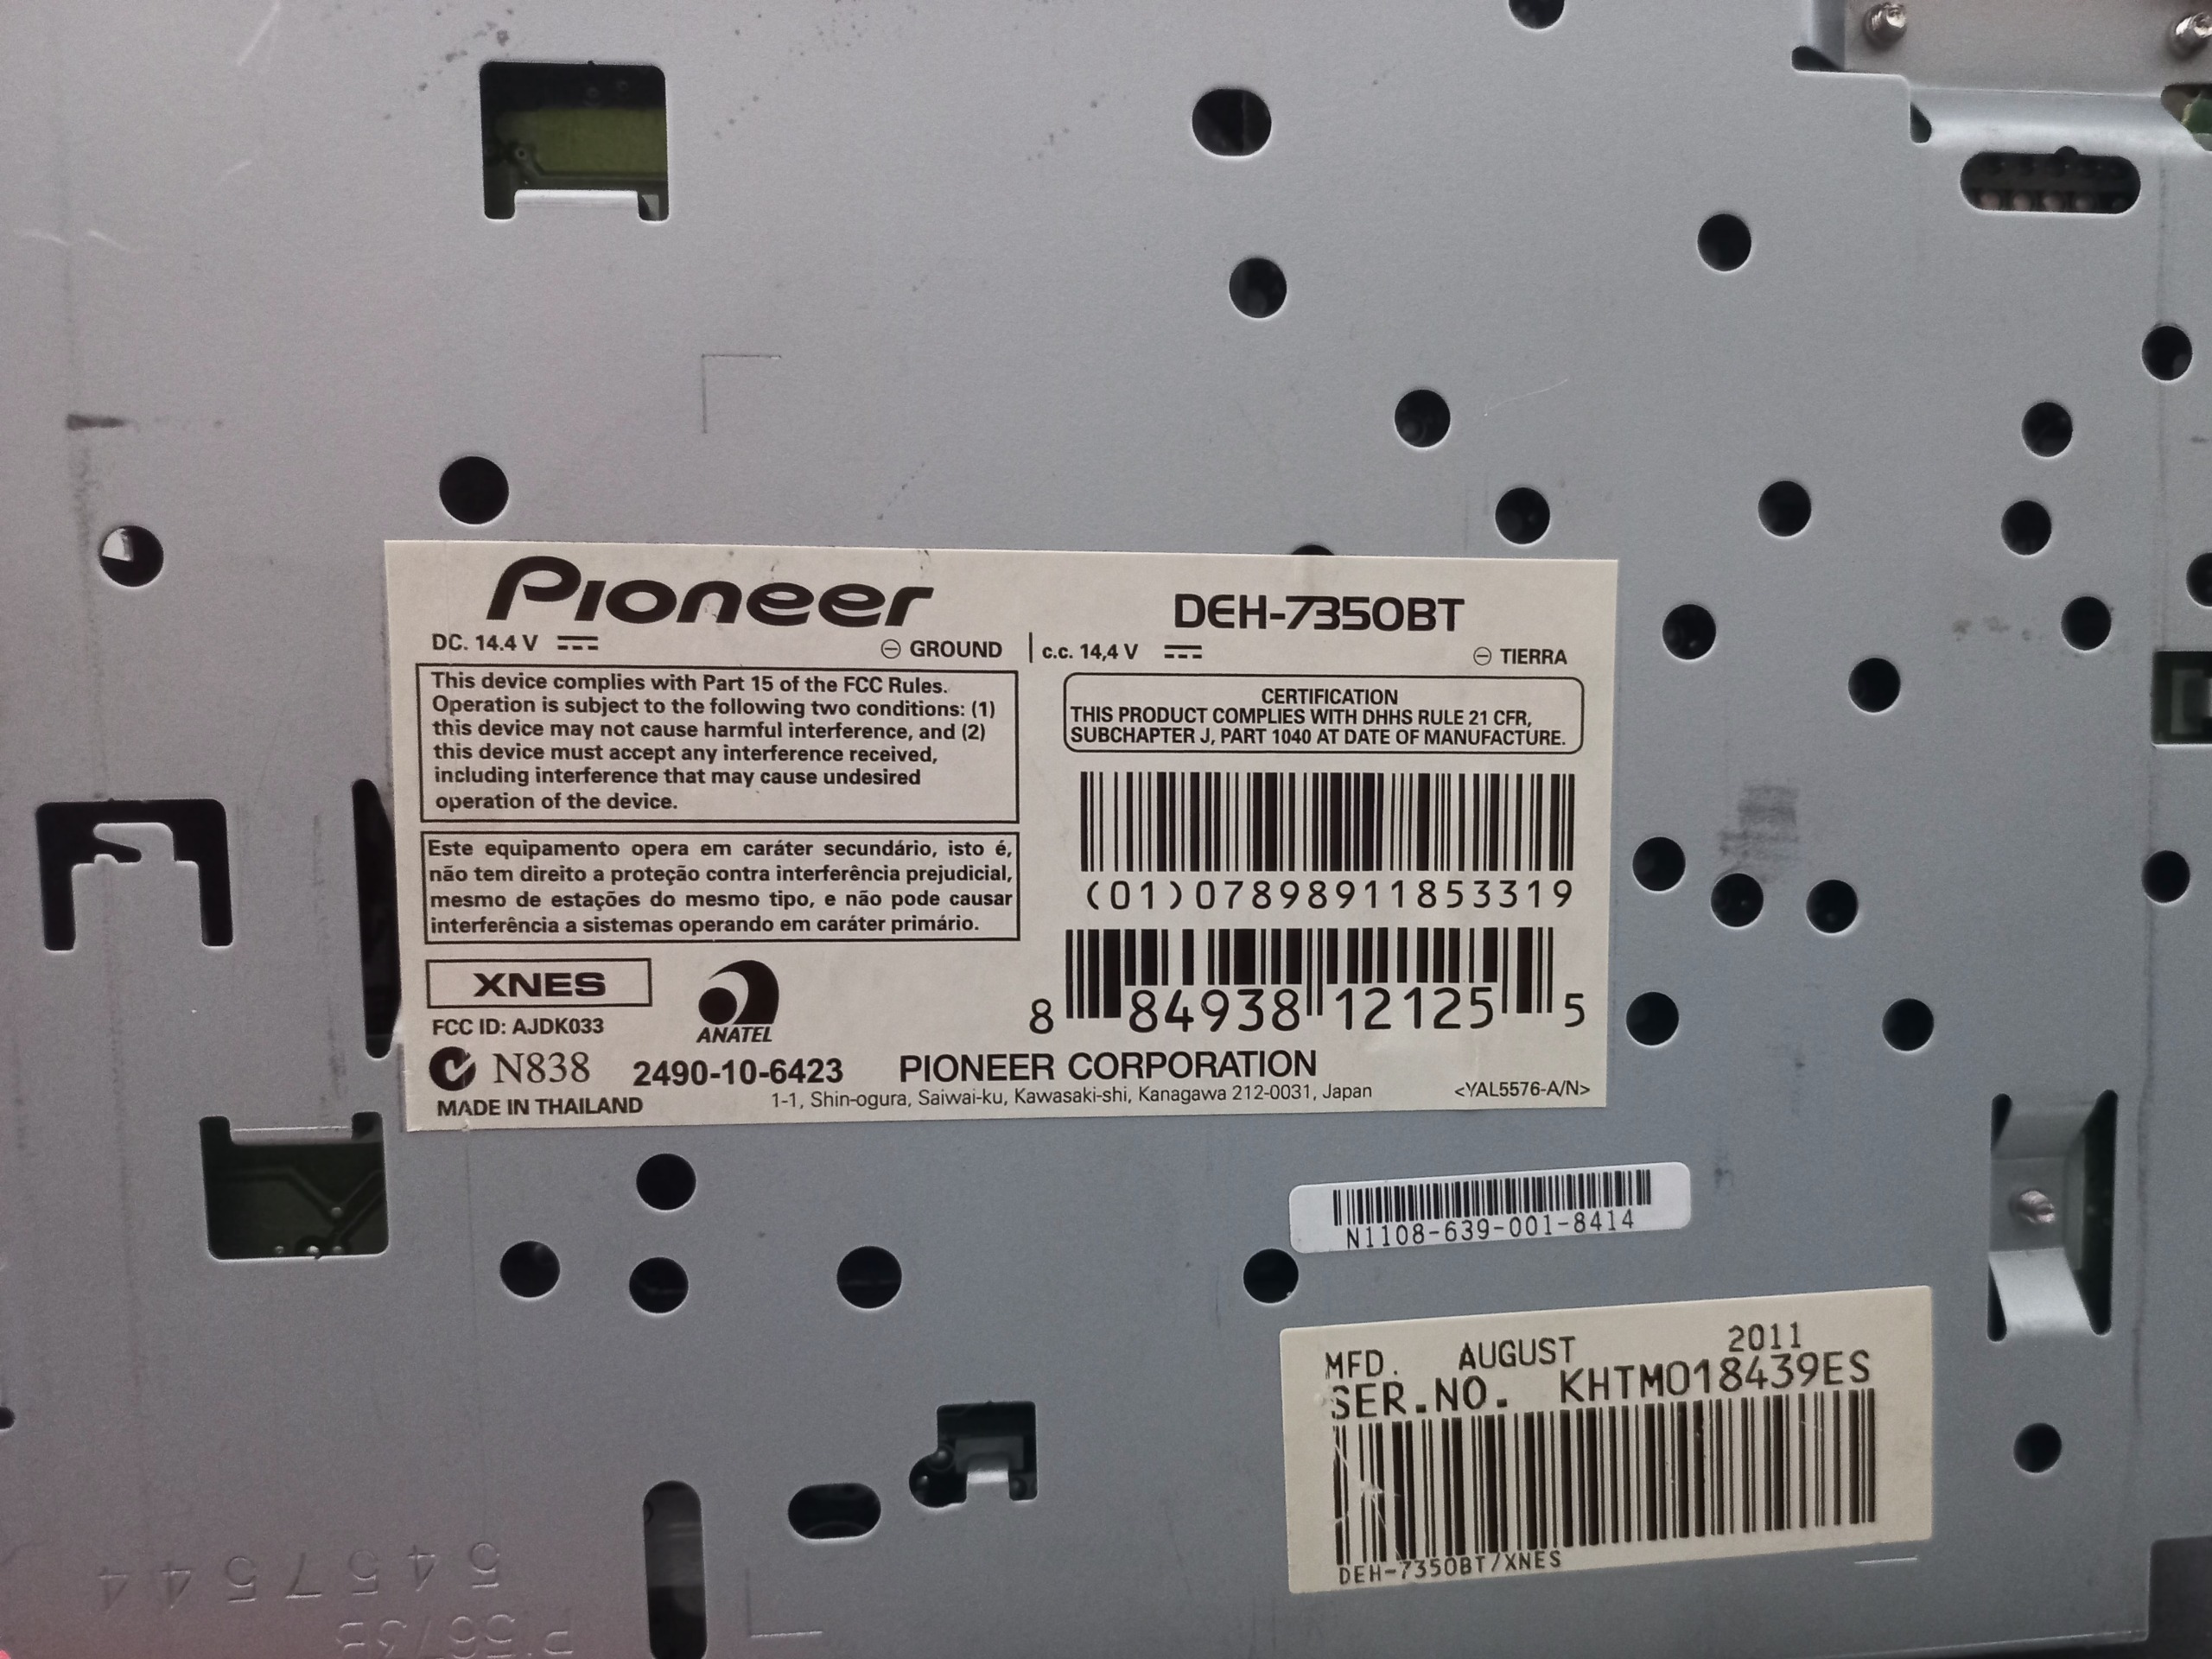 Pioneer
DEH-7350BT
DC. 14.4 V
GROUND
c.c. 14,4 V
TIERRA
This device complies with Part 15 of the FCC Rules.
Operation is subject to the following two conditions: (1)
this device may not cause harmful interference, and (2)
this device must accept any interference received,
including interference that may cause undesired
operation of the device.
CERTIFICATION
THIS PRODUCT COMPLIES WITH DHHS RULE 21 CFR,
SUBCHAPTER J, PART 1040 AT DATE OF MANUFACTURE.
(01)07898911853319
Este equipamento opera em caráter secundário, isto é,
não tem direito a proteção contra interferência prejudicial,
mesmo de estações do mesmo tipo, e não pode causar
interferência a sistemas operando em caráter primário.
8 84938 12125 5
XNES
ANATEL
FCC ID: AJDK033
N838
2490-10-6423
PIONEER CORPORATION
MADE IN THAILAND
1-1, Shin-ogura, Saiwai-ku, Kawasaki-shi, Kanagawa 212-0031, Japan
<YAL5576-A/N>
N1108-639-001-8414
MFD. AUGUST 2011
SER.NO. KHTM018439ES
DEH-7350BT/XNES
5457544